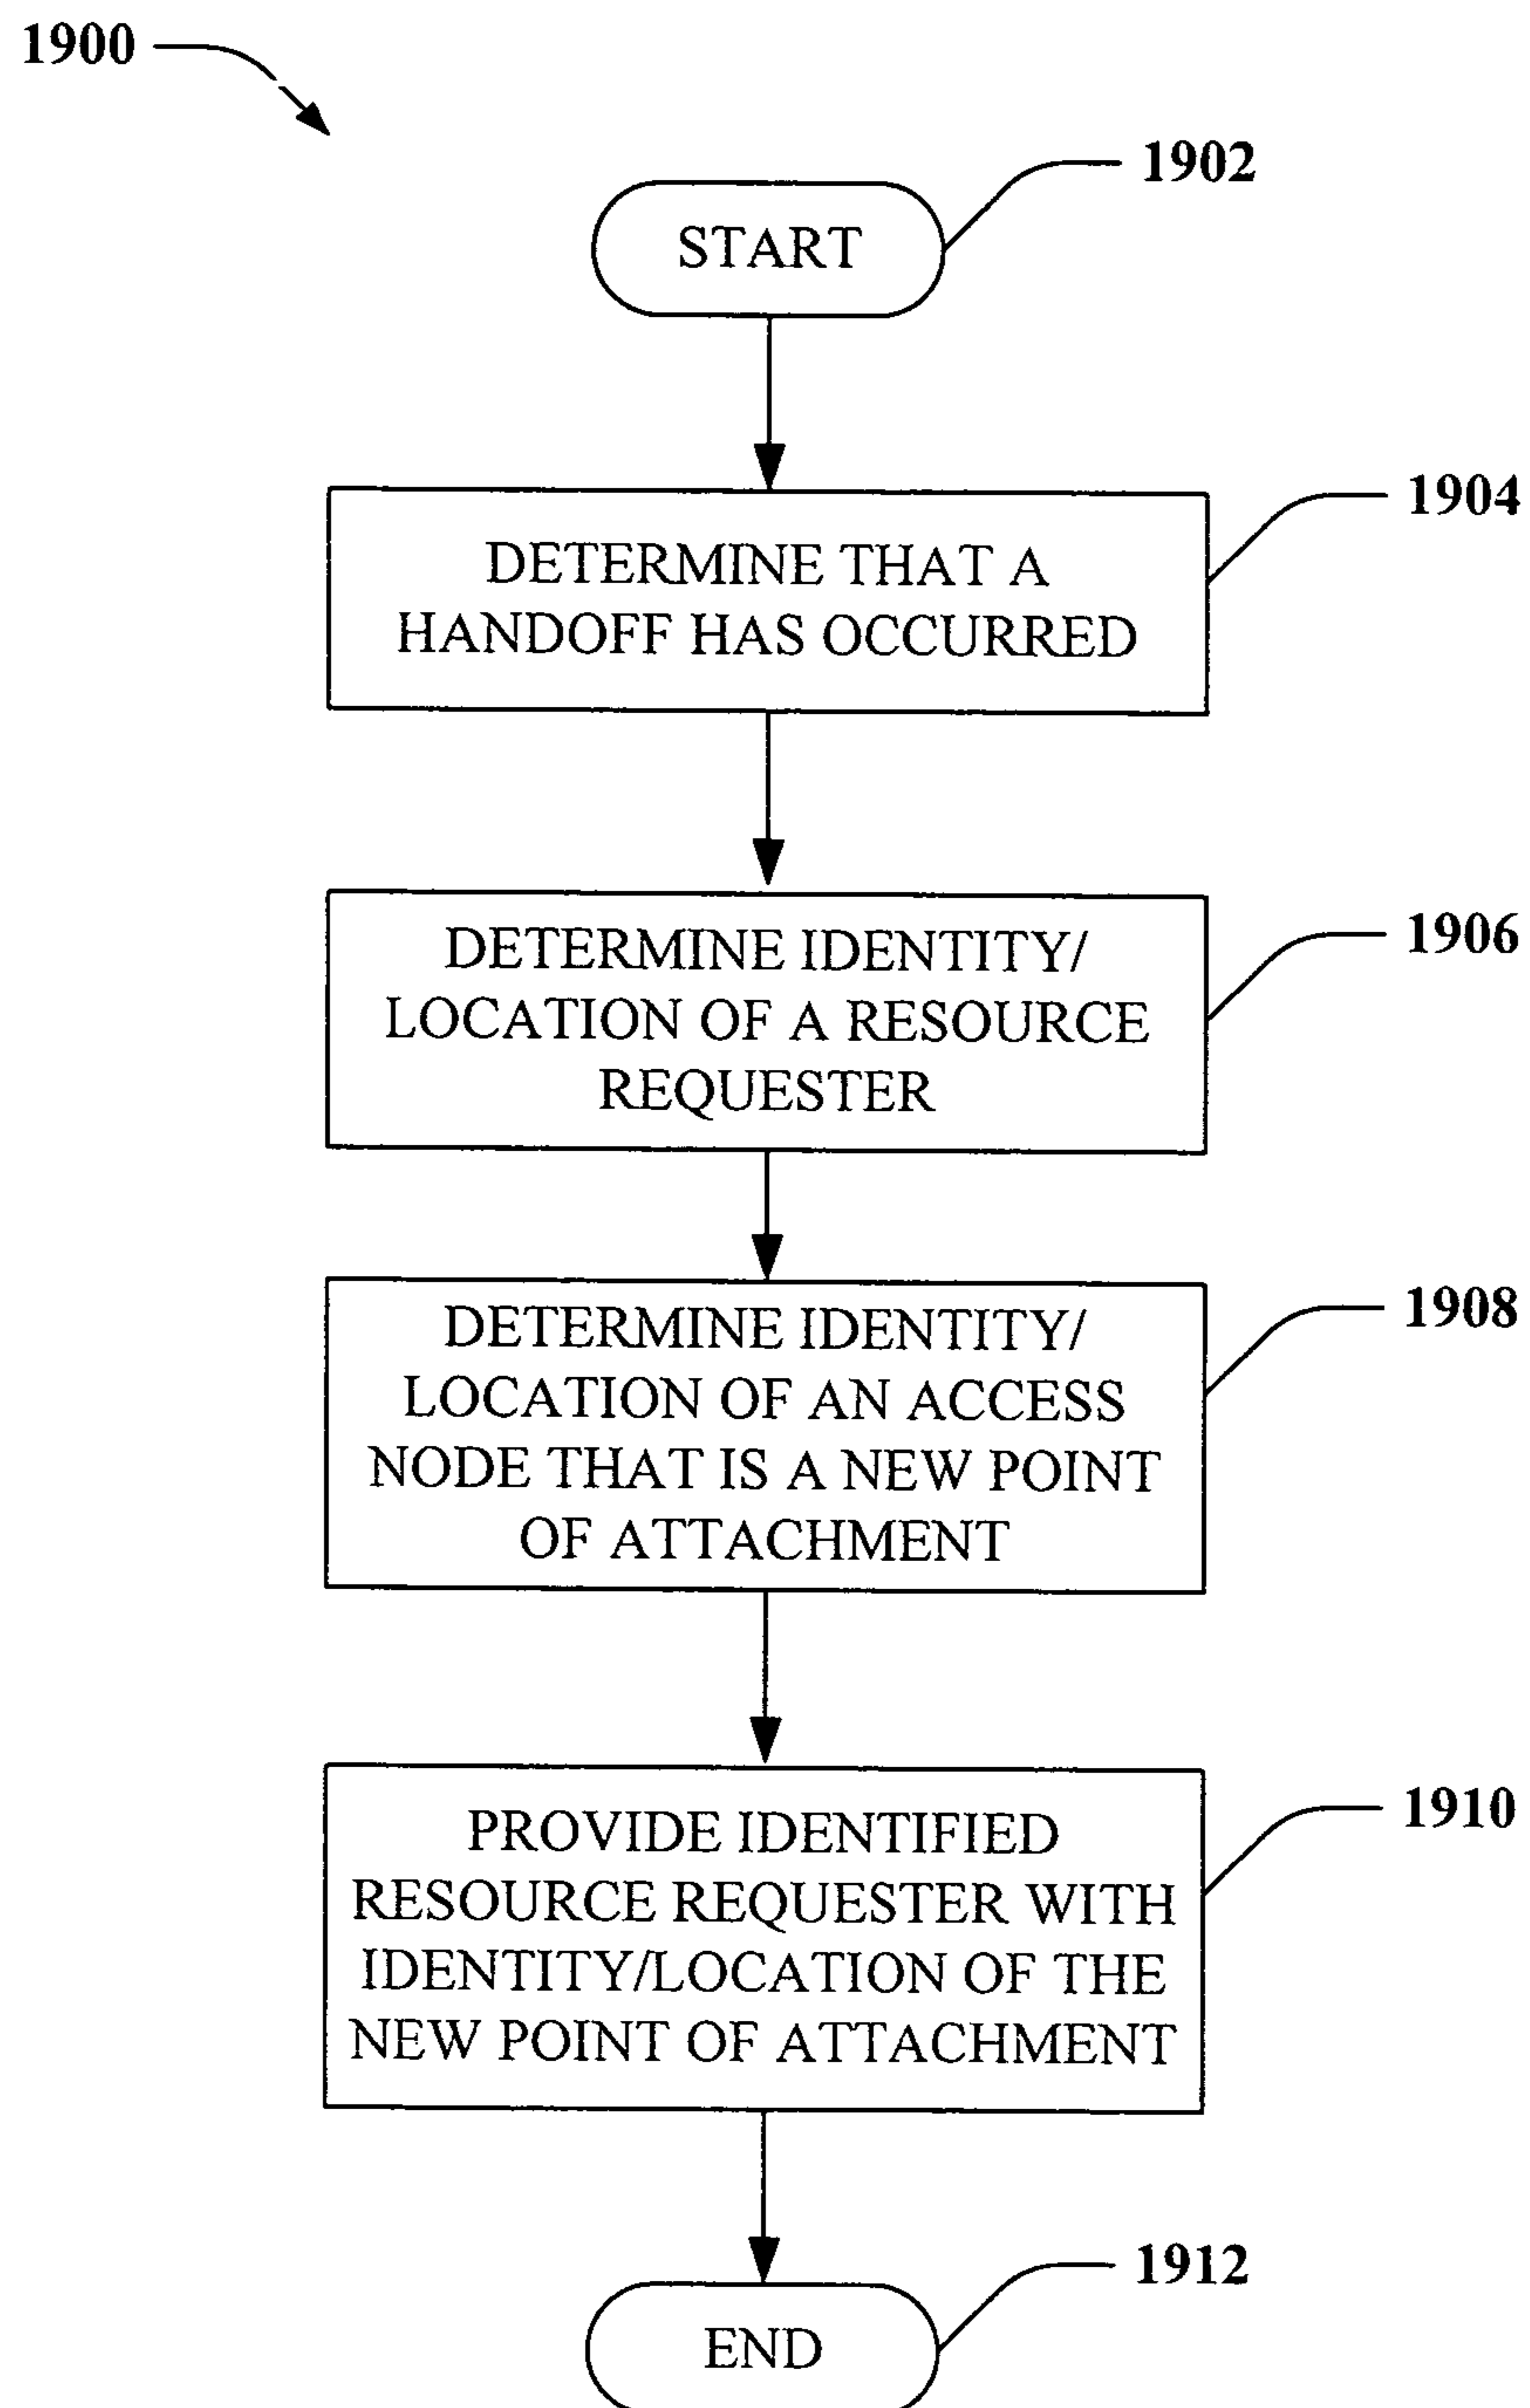 1900
1902
START
1904
DETERMINE THAT A
HANDOFF HAS OCCURRED
1906
DETERMINE IDENTITY/
LOCATION OF A RESOURCE
REQUESTER
1908
DETERMINE IDENTITY/
LOCATION OF AN ACCESS
NODE THAT IS A NEW POINT
OF ATTACHMENT
1910
PROVIDE IDENTIFIED
RESOURCE REQUESTER WITH
IDENTITY/LOCATION OF THE
NEW POINT OF ATTACHMENT
1912
END